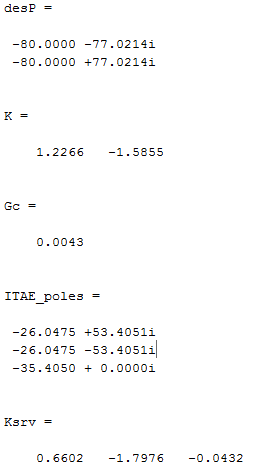 desP =
-80.0000 -77.0214i
-80.0000 +77.0214i
K =
1.2266 -1.5855
Gc =
0.0043
ITAE_poles =
-26.0475 +53.4051i
-26.0475 -53.4051i
-35.4050 + 0.0000i
Ksrv =
0.6602 -1.7976 -0.0432